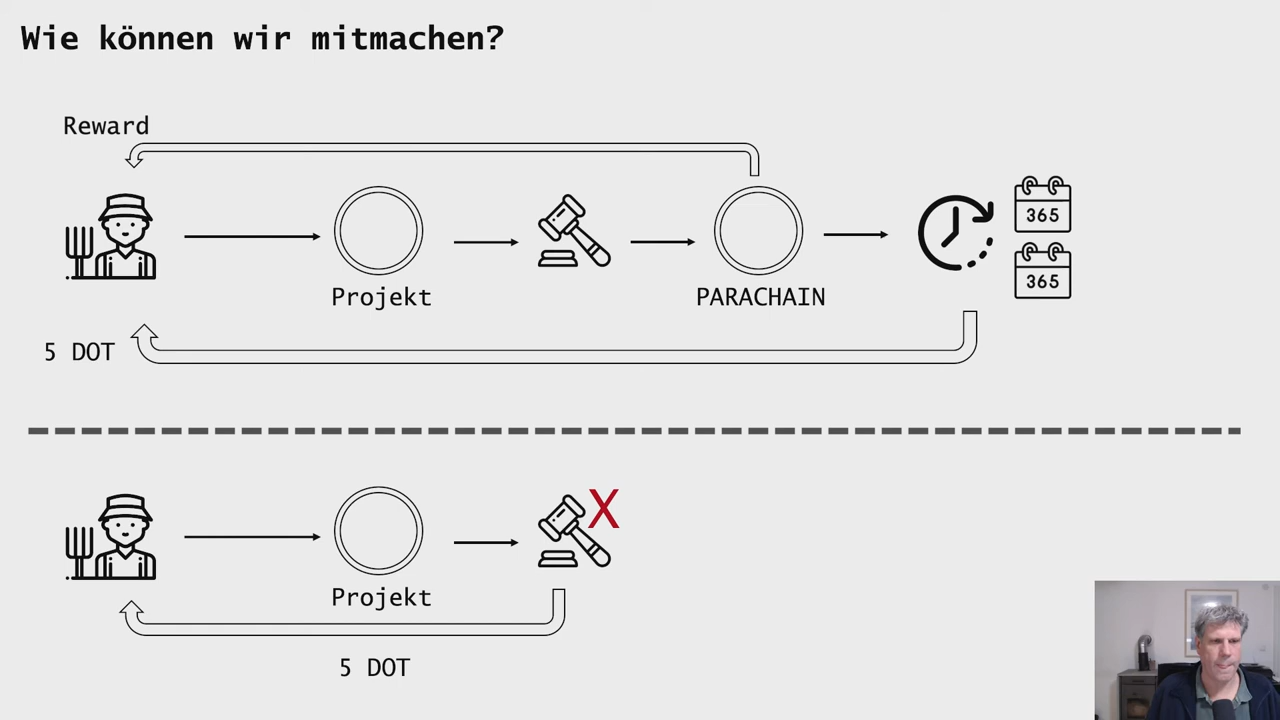 Wie können wir mitmachen?
Reward
365
365
Projekt
PARACHAIN
5 DOT
X
Projekt
5 DOT